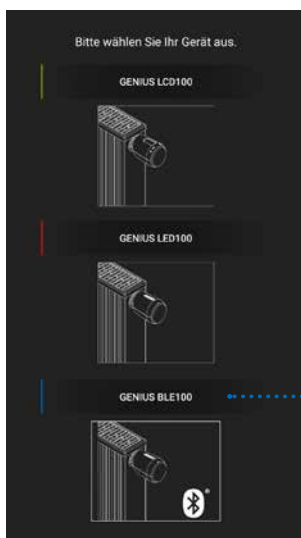 Bitte wählen Sie Ihr Gerät aus.
GENIUS LCD100
GENIUS LED100
GENIUS BLE100